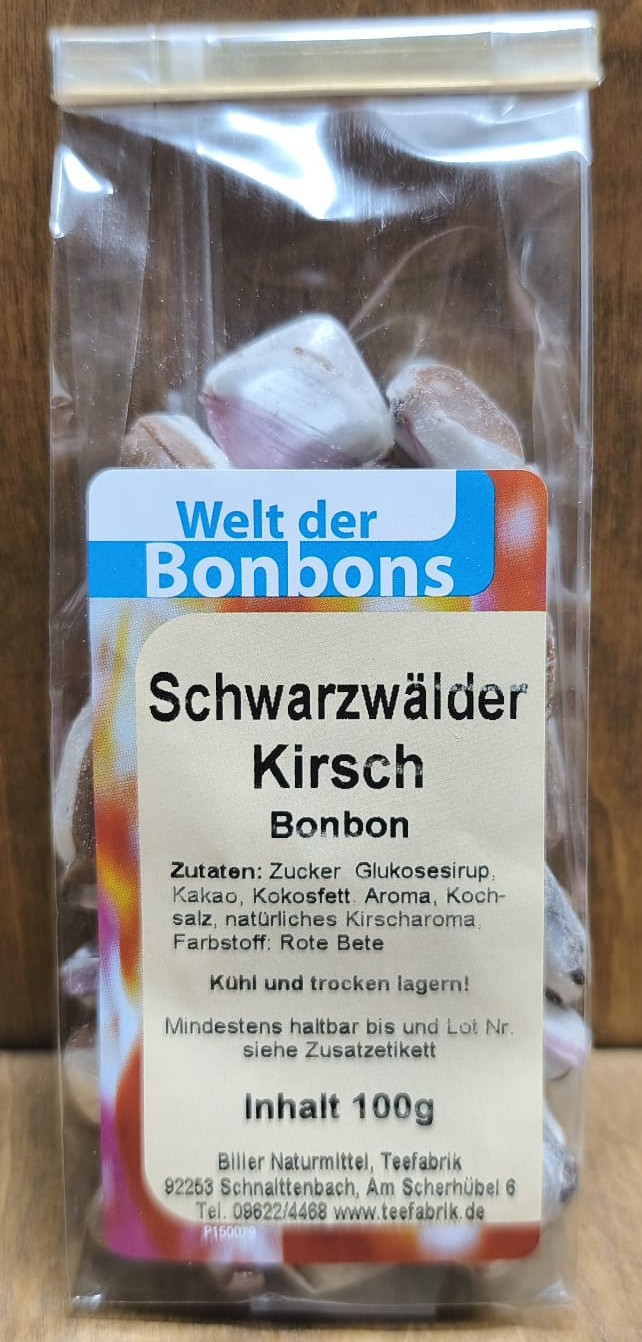 Welt der
Bonbons
Schwarzwälder
Kirsch
Bonbon
Zutaten: Zucker Glukosesirup,
Kakao, Kokosfett, Aroma, Koch-
salz, natürliches Kirscharoma,
Farbstoff: Rote Bete
Kühl und trocken lagern!
Mindestens haltbar bis und Lot Nr.
siehe Zusatzetikett
Inhalt 100g
Biller Naturmittel, Teefabrik
92253 Schnaittenbach, Am Scherhübel 6
Tel. 09622/4468 www.teefabrik.de